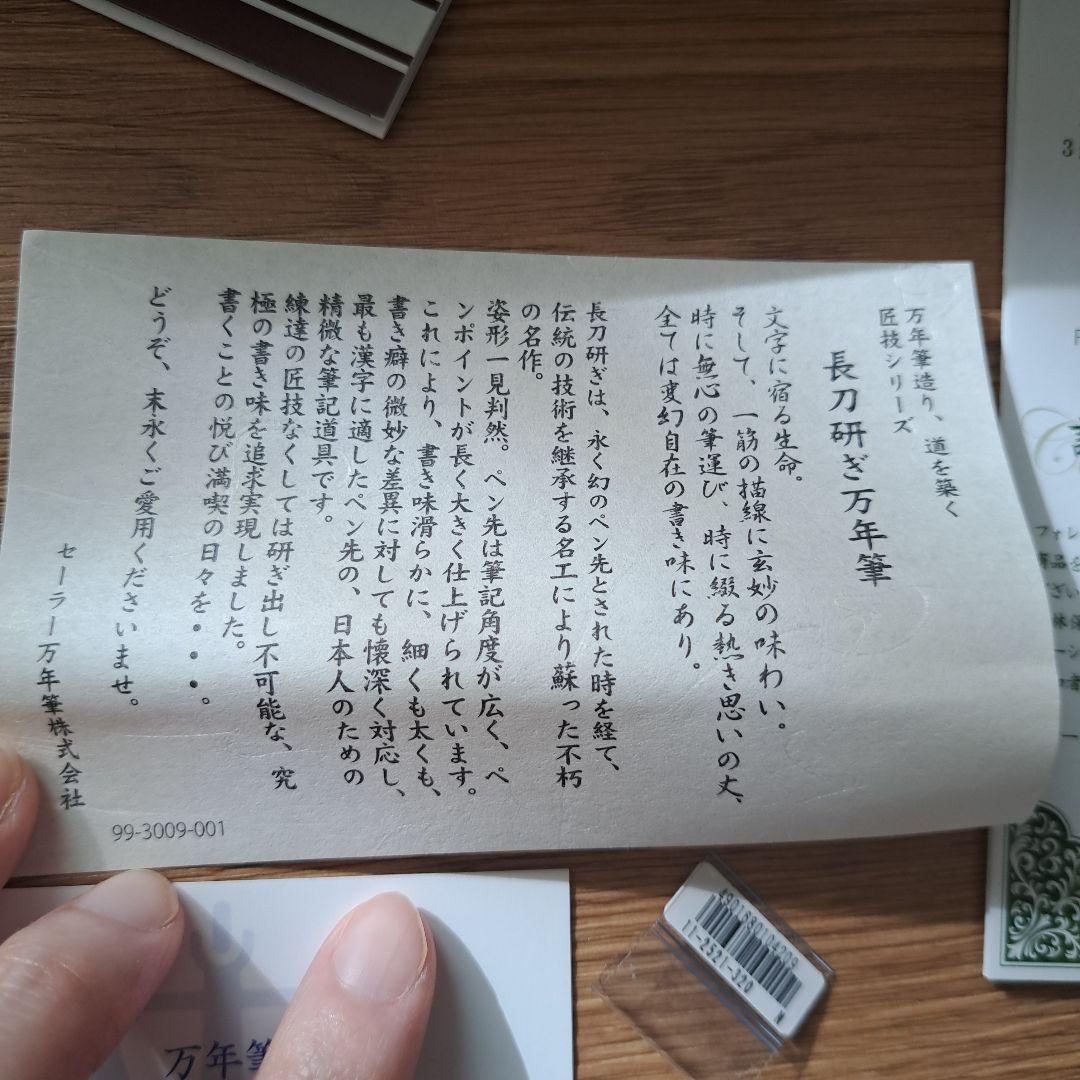 万年筆造り、道を築く
匠技シリーズ
長刀研ぎ万年筆
文字に宿る生命。
そして、一筋の描線に玄妙の味わい。
時に無心の筆運び、時に綴る熱き思いの丈、
全ては変幻自在の書き味にあり。
長刀研ぎは、永く幻のペン先とされた時を経て、
伝統の技術を継承する名工により蘇った不朽
の名作。
姿形一見判然。ペン先は筆記角度が広く、ペ
ンポイントが長く大きく仕上げられています。
これにより、書き味滑らかに、細くも太くも、
書き癖の微妙な差異に対しても懐深く対応し、
最も漢字に適したペン先の、日本人のための
精微な筆記道具です。
練達の匠技なくしては研ぎ出し不可能な、究
極の書き味を追求実現しました。
書くことの悦び満喫の日々を・・・。
どうぞ、末永くご愛用くださいませ。
セーラー万年筆株式会社
99-3009-001
万年筆
4901680104209
11-2521-320
N
3
フォレ
商品を
ござい